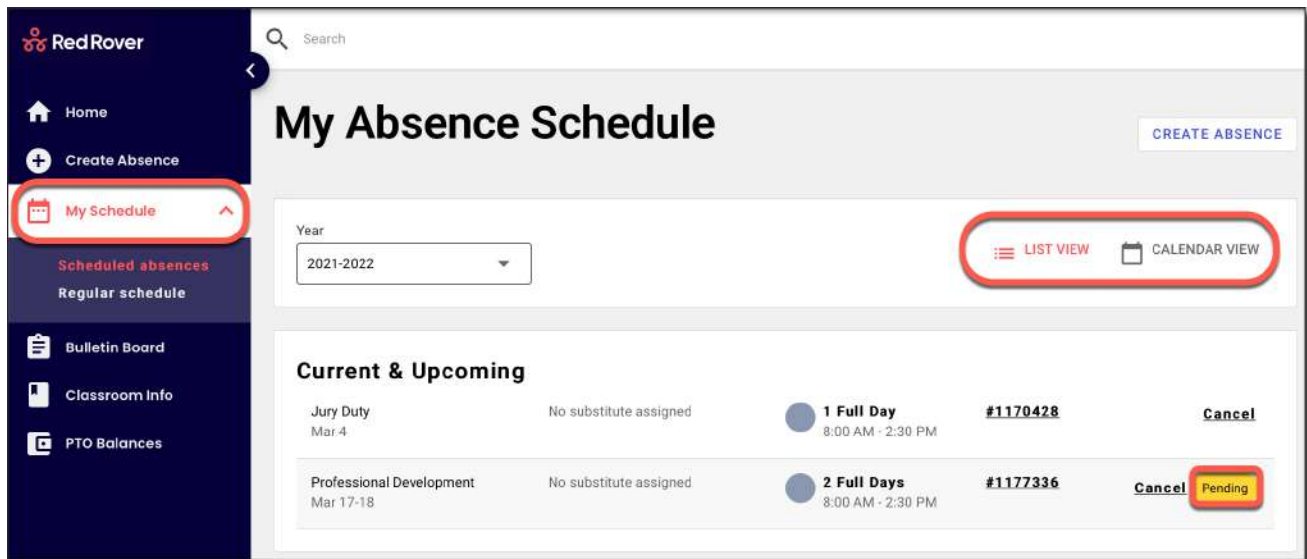 Red Rover
Search
Home
Create Absence
My Schedule
Scheduled absences
Regular schedule
Bulletin Board
Classroom Info
PTO Balances
My Absence Schedule
CREATE ABSENCE
Year
2021-2022
LIST VIEW
CALENDAR VIEW
Current & Upcoming
Jury Duty No substitute assigned 1 Full Day #1170428 Cancel
Mar 4 8:00 AM - 2:30 PM
Professional Development No substitute assigned 2 Full Days #1177336 Cancel Pending
Mar 17-18 8:00 AM - 2:30 PM